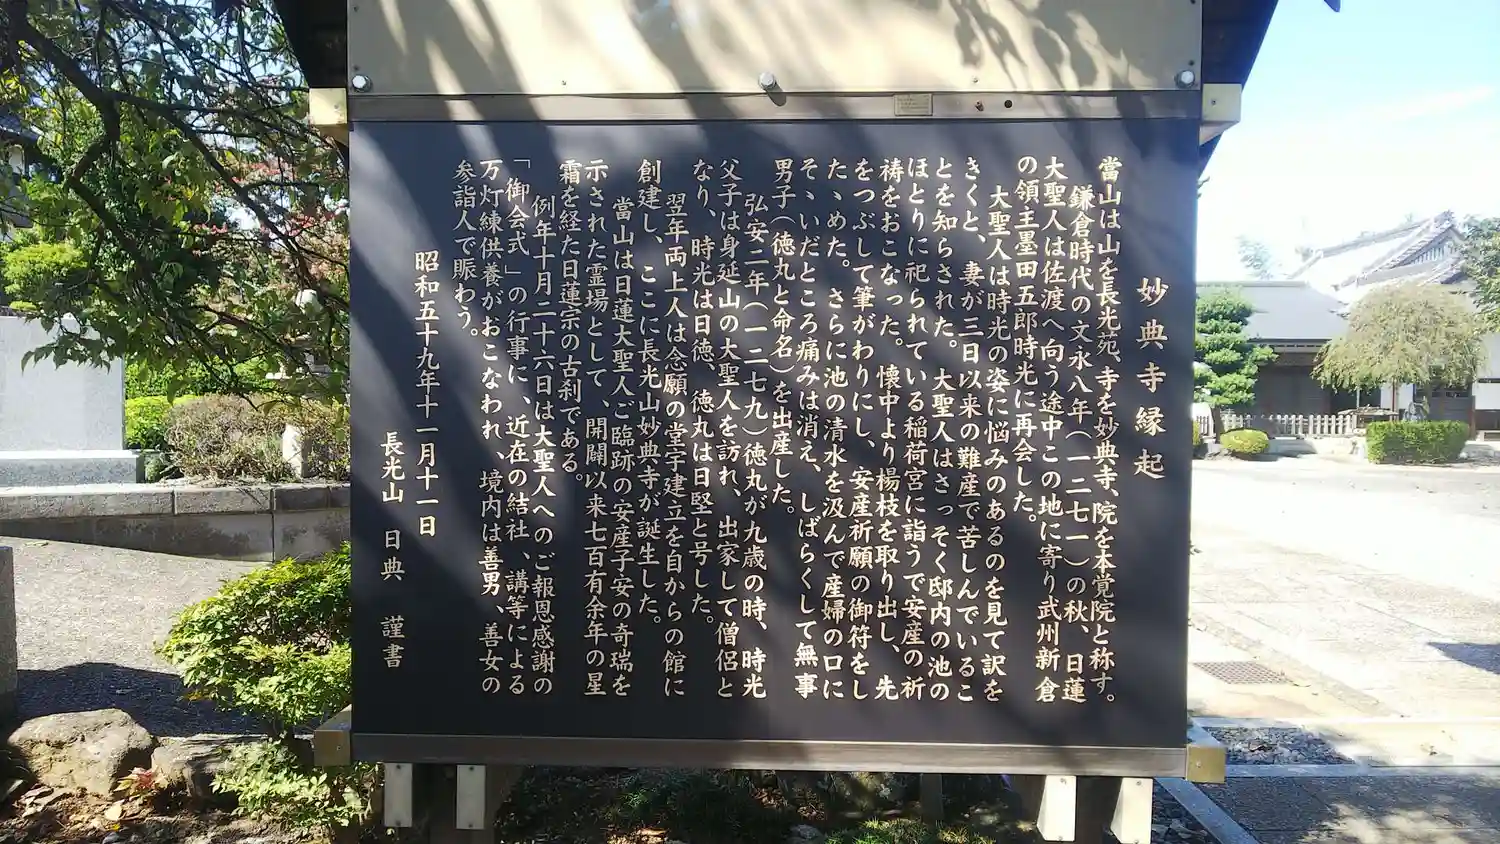 妙典寺縁起
當山は山を長光苑、寺を妙典寺、院を本覚院と称す。
鎌倉時代の文永八年（一二七一）の秋、日蓮
大聖人は佐渡へ向う途中この地に寄り武州新倉
の領主墨田五郎時光に再会した。
大聖人は時光の姿に悩みのあるのを見て訳を
きくと、妻が三日以来の難産で苦しんでいるこ
とを知らされた。大聖人はさっそく邸内の池の
ほとりに祀られている稲荷宮に詣うで安産の祈
祷をおこなった。懐中より楊枝を取り出し、先
をつぶして筆がわりにし、安産祈願の御符をし
たゝめた。さらに池の清水を汲んで産婦の口に
そゝいだところ痛みは消え、しばらくして無事
男子（徳丸と命名）を出産した。
弘安二年（一二七九）徳丸が九歳の時、時光
父子は身延山の大聖人を訪れ、出家して僧侶と
なり、時光は日徳、徳丸は日堅と号した。
翌年両上人は念願の堂宇建立を自からの館に
創建し、ここに長光山妙典寺が誕生した。
當山は日蓮大聖人ご臨跡の安産子安の奇瑞を
示された霊場として、開闢以来七百有余年の星
霜を経た日蓮宗の古刹である。
例年十月二十六日は大聖人へのご報恩感謝の
「御会式」の行事に、近在の結社、講等による
万灯練供養がおこなわれ、境内は善男、善女の
参詣人で賑わう。
昭和五十九年十一月十一日
長光山 日典 謹書